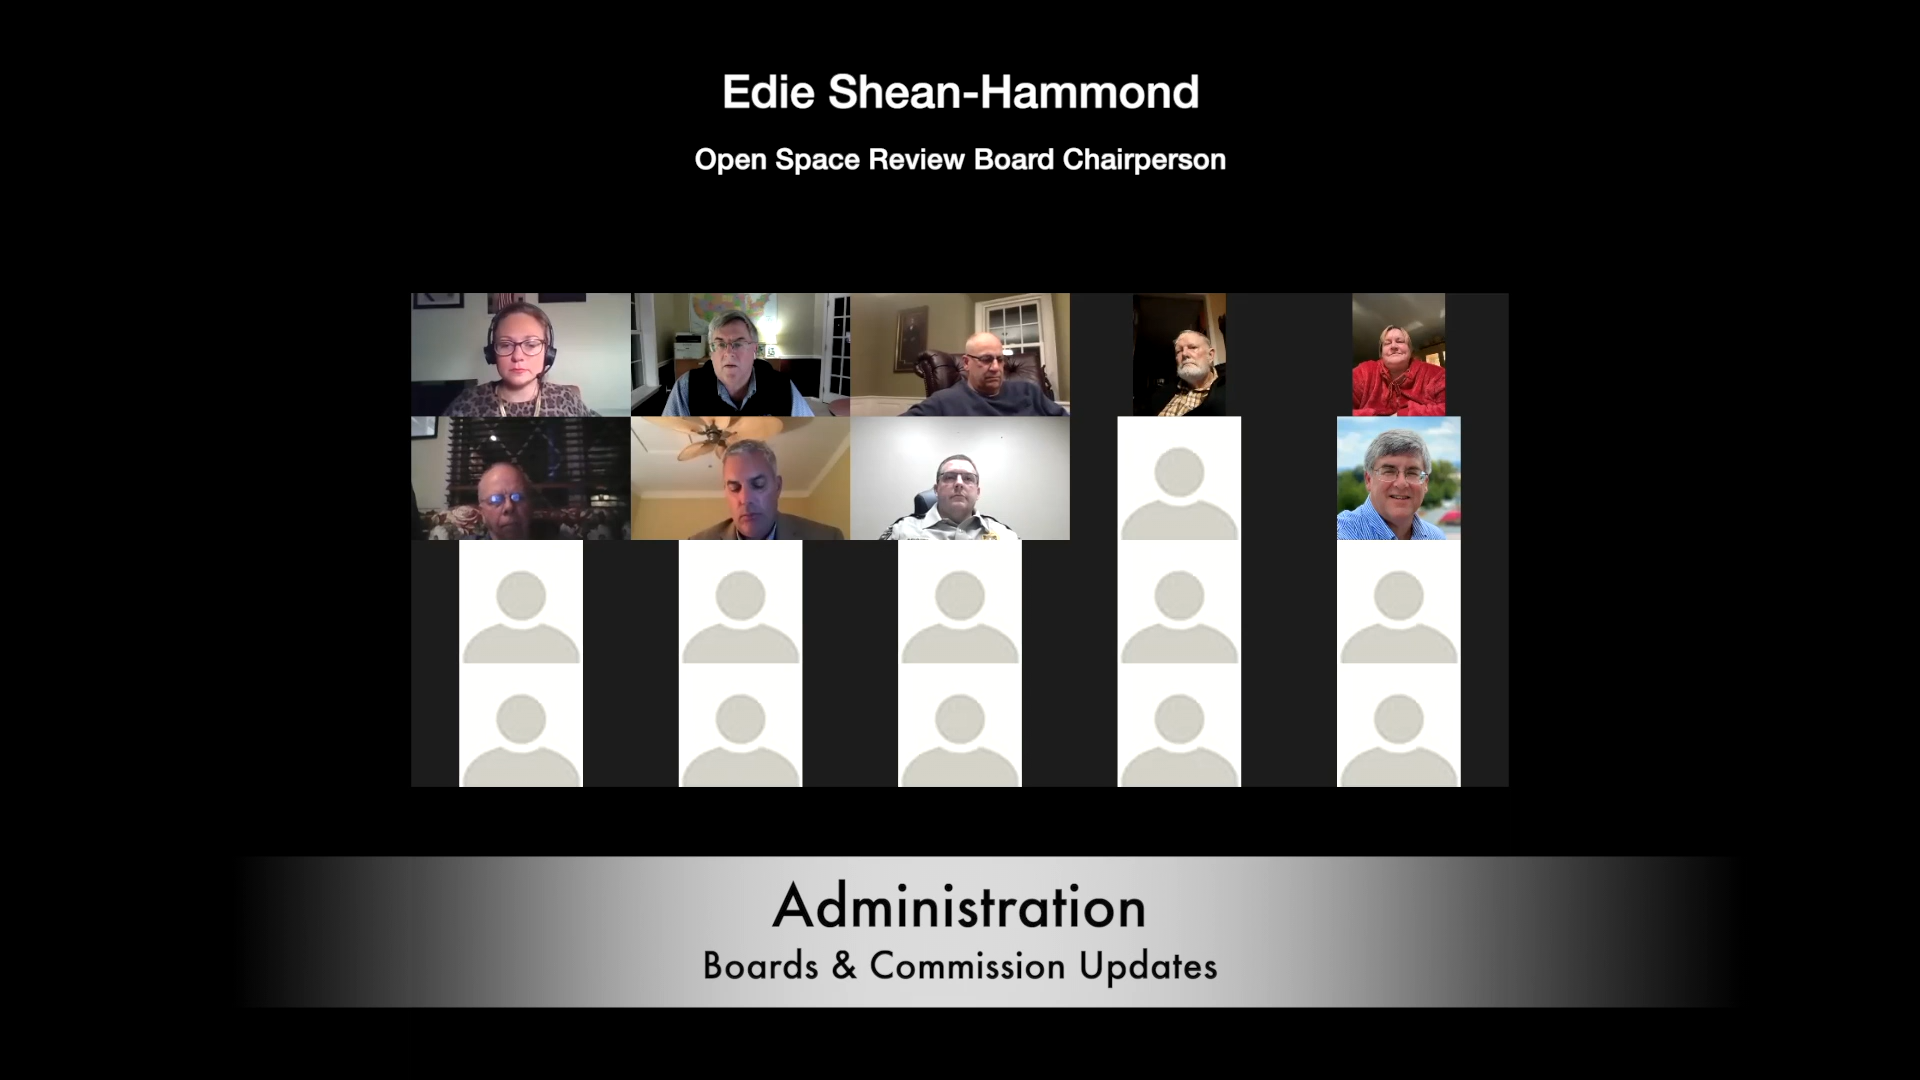 Edie Shean-Hammond
Open Space Review Board Chairperson
Administration
Boards & Commission Updates